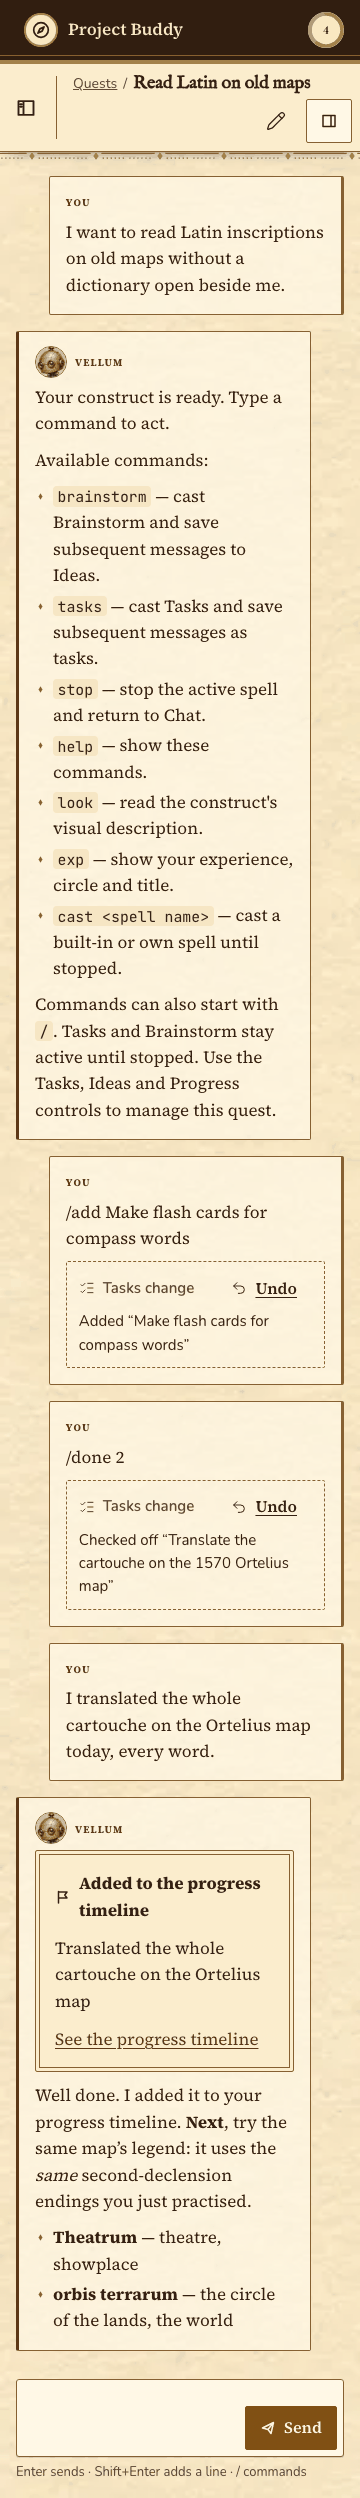 Project Buddy
4
Quests / Read Latin on old maps
YOU
I want to read Latin inscriptions
on old maps without a
dictionary open beside me.
VELLUM
Your construct is ready. Type a
command to act.
Available commands:
brainstorm — cast
Brainstorm and save
subsequent messages to
Ideas.
tasks — cast Tasks and save
subsequent messages as
tasks.
stop — stop the active spell
and return to Chat.
help — show these
commands.
look — read the construct's
visual description.
exp — show your experience,
circle and title.
cast <spell name> — cast a
built-in or own spell until
stopped.
Commands can also start with
/. Tasks and Brainstorm stay
active until stopped. Use the
Tasks, Ideas and Progress
controls to manage this quest.
YOU
/add Make flash cards for
compass words
Tasks change Undo
Added “Make flash cards for
compass words”
YOU
/done 2
Tasks change Undo
Checked off “Translate the
cartouche on the 1570 Ortelius
map”
YOU
I translated the whole
cartouche on the Ortelius map
today, every word.
VELLUM
Added to the progress
timeline
Translated the whole
cartouche on the Ortelius
map
See the progress timeline
Well done. I added it to your
progress timeline. Next, try the
same map’s legend: it uses the
same second-declension
endings you just practised.
Theatrum — theatre,
showplace
orbis terrarum — the circle
of the lands, the world
Send
Enter sends · Shift+Enter adds a line · / commands